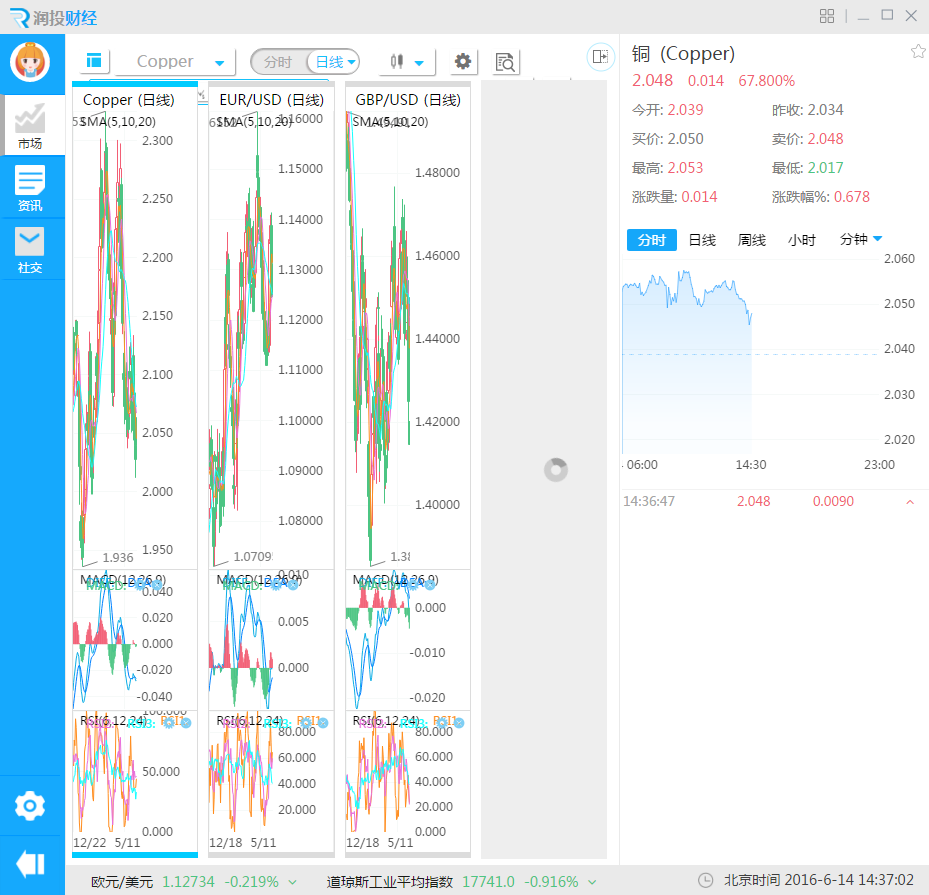 润投财经
市场
资讯
社交
Copper 分时 日线
Copper (日线)
SMA(5,10,20)
2.300
2.250
2.200
2.150
2.100
2.050
2.000
1.950
1.936
MACD(12,26,9)
0.040
0.020
0.000
-0.020
-0.040
RSI(6,12,24)
100.000
50.000
0.000
12/22 5/11
EUR/USD (日线)
SMA(5,10,20)
1.16000
1.15000
1.14000
1.13000
1.12000
1.11000
1.10000
1.09000
1.08000
1.0709
MACD(12,26,9)
0.010
0.005
0.000
RSI(6,12,24)
80.000
60.000
40.000
20.000
12/18 5/11
GBP/USD (日线)
SMA(5,10,20)
1.48000
1.46000
1.44000
1.42000
1.40000
1.38
MACD(12,26,9)
0.000
-0.010
-0.020
RSI(6,12,24)
80.000
60.000
40.000
20.000
0.000
12/18 5/11
铜 (Copper)
2.048 0.014 67.800%
今开: 2.039 昨收: 2.034
买价: 2.050 卖价: 2.048
最高: 2.053 最低: 2.017
涨跌量: 0.014 涨跌幅%: 0.678
分时 日线 周线 小时 分钟
2.060
2.050
2.040
2.030
2.020
06:00 14:30 23:00
14:36:47 2.048 0.0090
欧元/美元 1.12734 -0.219% 道琼斯工业平均指数 17741.0 -0.916% 北京时间 2016-6-14 14:37:02